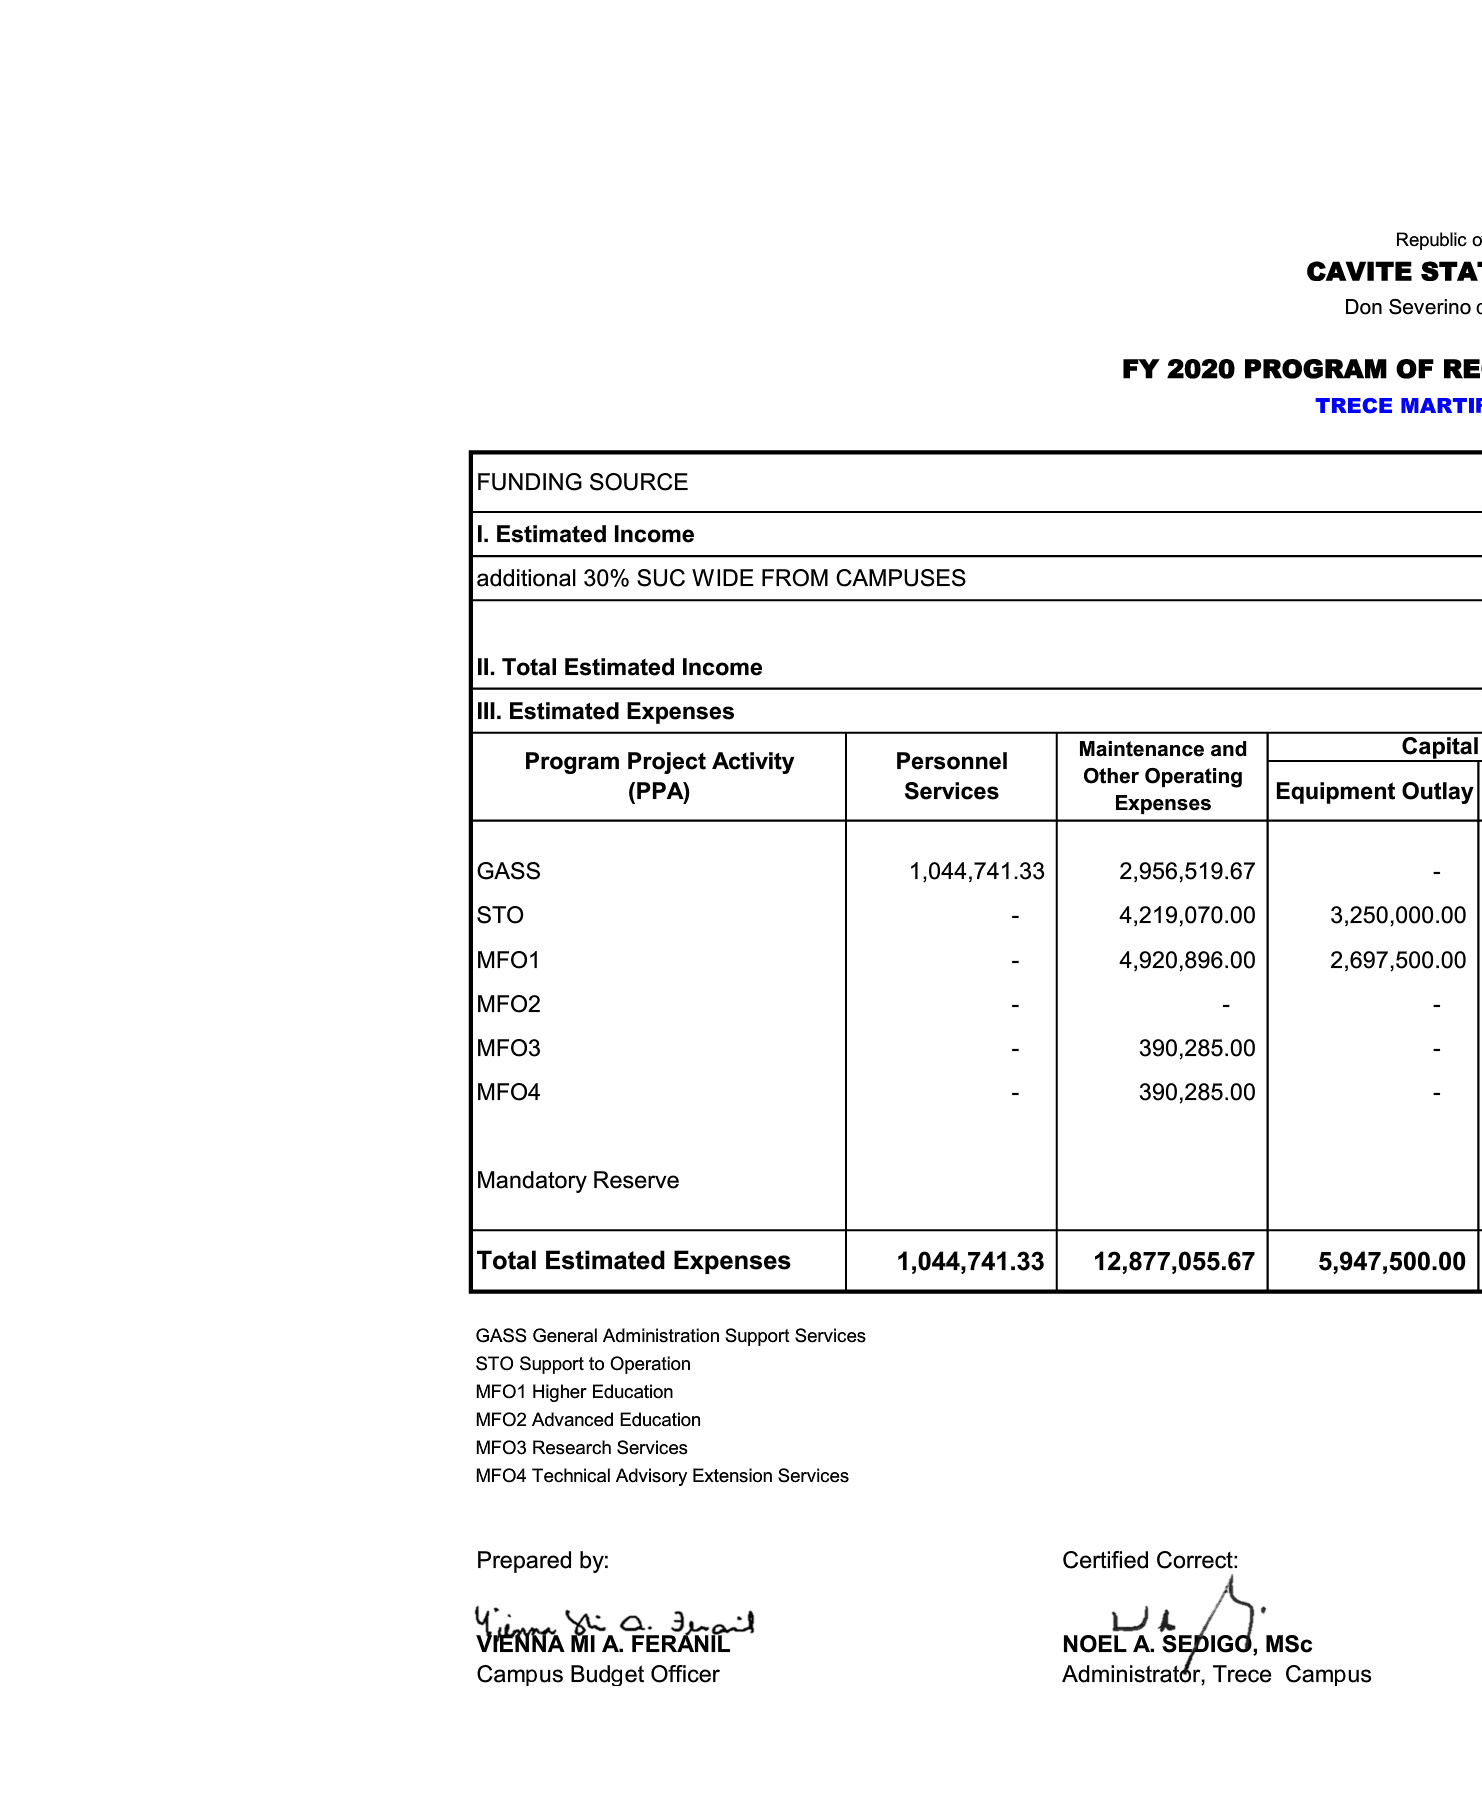 Republic o
CAVITE STAT
Don Severino d
FY 2020 PROGRAM OF RE
TRECE MARTIR
FUNDING SOURCE
I. Estimated Income
additional 30% SUC WIDE FROM CAMPUSES
II. Total Estimated Income
III. Estimated Expenses
Program Project Activity (PPA) Personnel Services Maintenance and Other Operating Expenses Capital
Equipment Outlay
GASS 1,044,741.33 2,956,519.67 -
STO - 4,219,070.00 3,250,000.00
MFO1 - 4,920,896.00 2,697,500.00
MFO2 - - -
MFO3 - 390,285.00 -
MFO4 - 390,285.00 -
Mandatory Reserve
Total Estimated Expenses 1,044,741.33 12,877,055.67 5,947,500.00
GASS General Administration Support Services
STO Support to Operation
MFO1 Higher Education
MFO2 Advanced Education
MFO3 Research Services
MFO4 Technical Advisory Extension Services
Prepared by: Certified Correct:
VIENNA MI A. FERANIL NOEL A. SEDIGO, MSc
Campus Budget Officer Administrator, Trece Campus